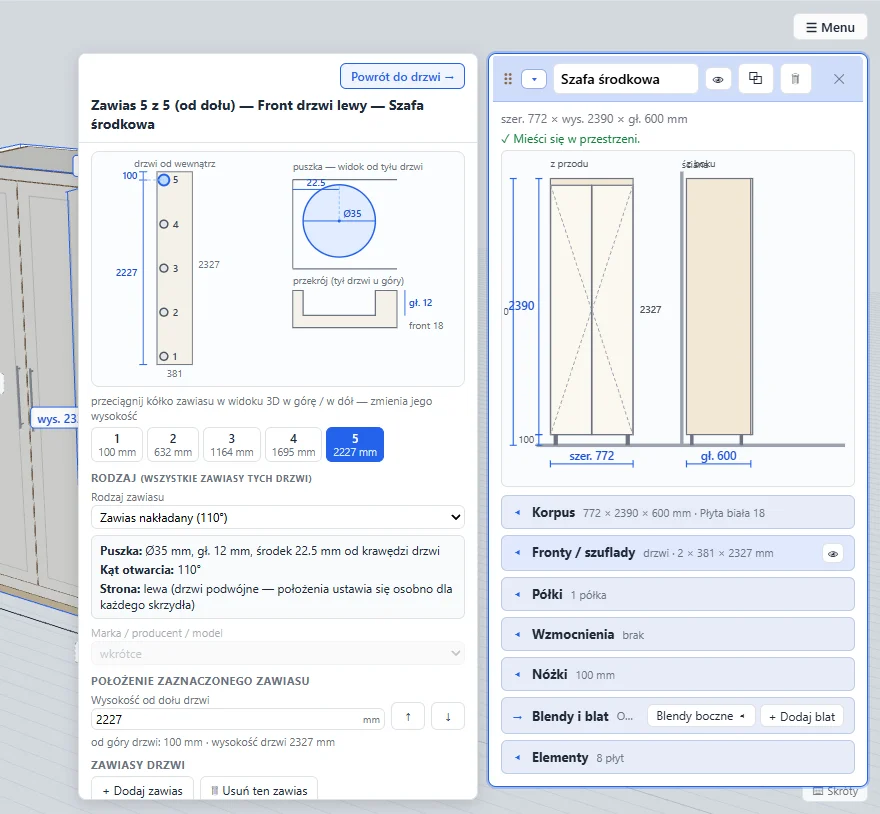 ☰ Menu
Powrót do drzwi →
Zawias 5 z 5 (od dołu) — Front drzwi lewy — Szafa
środkowa
drzwi od wewnątrz
100
5
4
3
2
1
2227
2327
381
puszka — widok od tyłu drzwi
22.5
Ø35
przekrój (tył drzwi u góry)
gł. 12
front 18
przeciągnij kółko zawiasu w widoku 3D w górę / w dół — zmienia jego
wysokość
1
100 mm
2
632 mm
3
1164 mm
4
1695 mm
5
2227 mm
RODZAJ (WSZYSTKIE ZAWIASY TYCH DRZWI)
Rodzaj zawiasu
Zawias nakładany (110°)
Puszka: Ø35 mm, gł. 12 mm, środek 22.5 mm od krawędzi drzwi
Kąt otwarcia: 110°
Strona: lewa (drzwi podwójne — położenia ustawia się osobno dla
każdego skrzydła)
Marka / producent / model
wkrótce
POŁOŻENIE ZAZNACZONEGO ZAWIASU
Wysokość od dołu drzwi
2227 mm
↑ ↓
od góry drzwi: 100 mm · wysokość drzwi 2327 mm
ZAWIASY DRZWI
+ Dodaj zawias
Usuń ten zawias
wys. 23
Szafa środkowa
szer. 772 × wys. 2390 × gł. 600 mm
✓ Mieści się w przestrzeni.
z przodu
0
2390
2327
100
szer. 772
gł. 600
Korpus 772 × 2390 × 600 mm · Płyta biała 18
Fronty / szuflady drzwi · 2 × 381 × 2327 mm
Półki 1 półka
Wzmocnienia brak
Nóżki 100 mm
→ Blendy i blat O... Blendy boczne + Dodaj blat
Elementy 8 płyt
Skróty